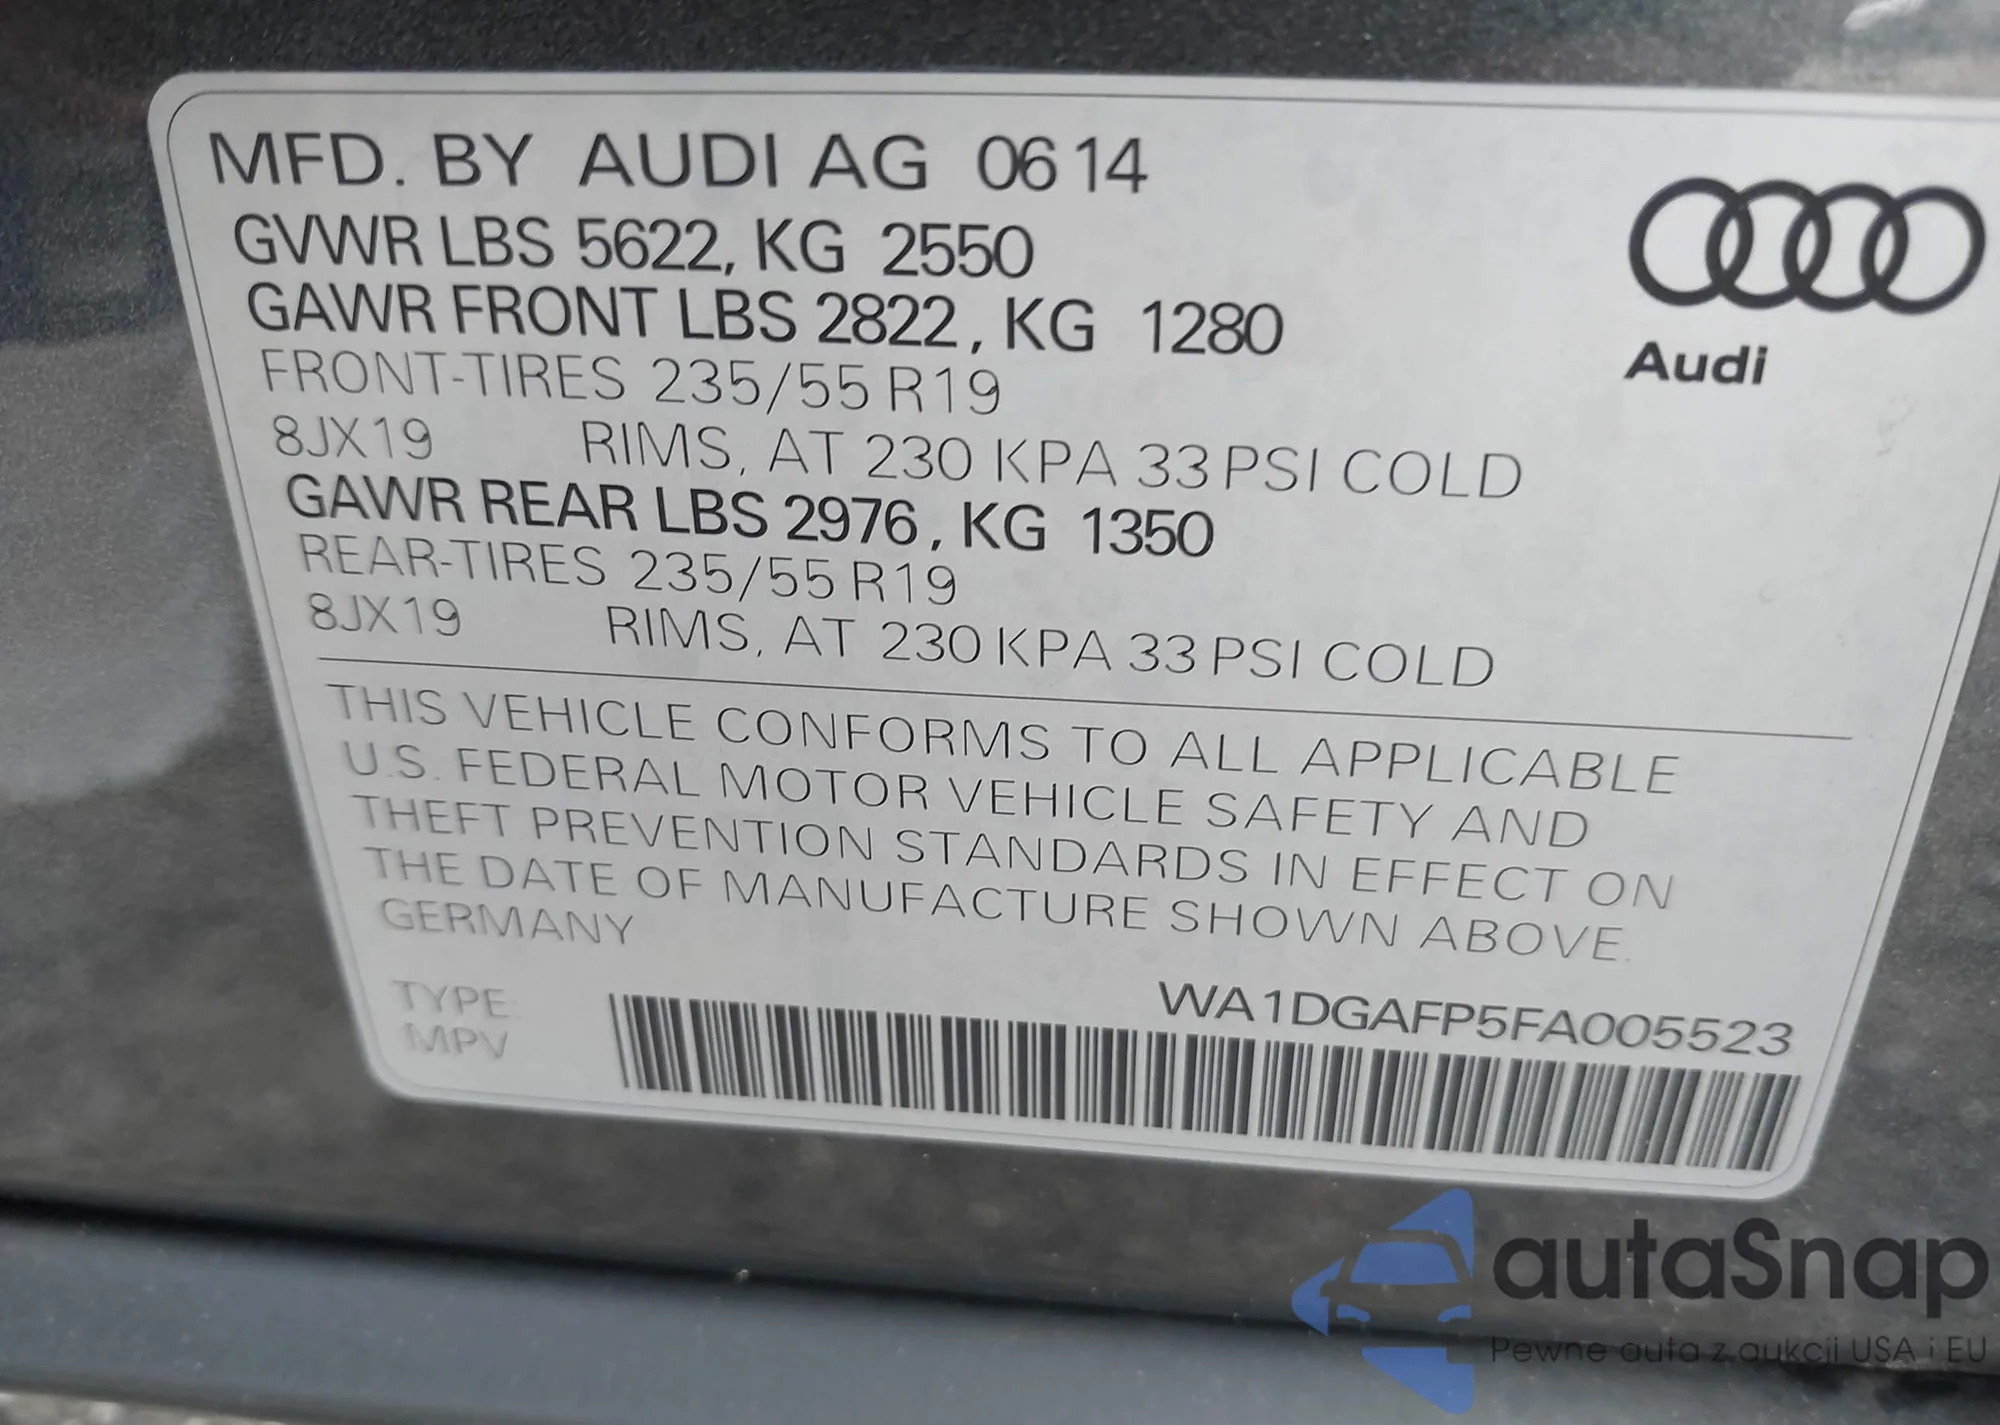 MFD. BY AUDI AG 06 14
GVWR LBS 5622, KG 2550
GAWR FRONT LBS 2822, KG 1280
FRONT-TIRES 235/55 R19
8JX19 RIMS, AT 230 KPA 33 PSI COLD
GAWR REAR LBS 2976, KG 1350
REAR-TIRES 235/55 R19
8JX19 RIMS, AT 230 KPA 33 PSI COLD
Audi
THIS VEHICLE CONFORMS TO ALL APPLICABLE
U.S. FEDERAL MOTOR VEHICLE SAFETY AND
THEFT PREVENTION STANDARDS IN EFFECT ON
THE DATE OF MANUFACTURE SHOWN ABOVE.
GERMANY
TYPE:
MPV
WA1DGAFP5FA005523
autaSnap
Pewne auta z aukcji USA i EU